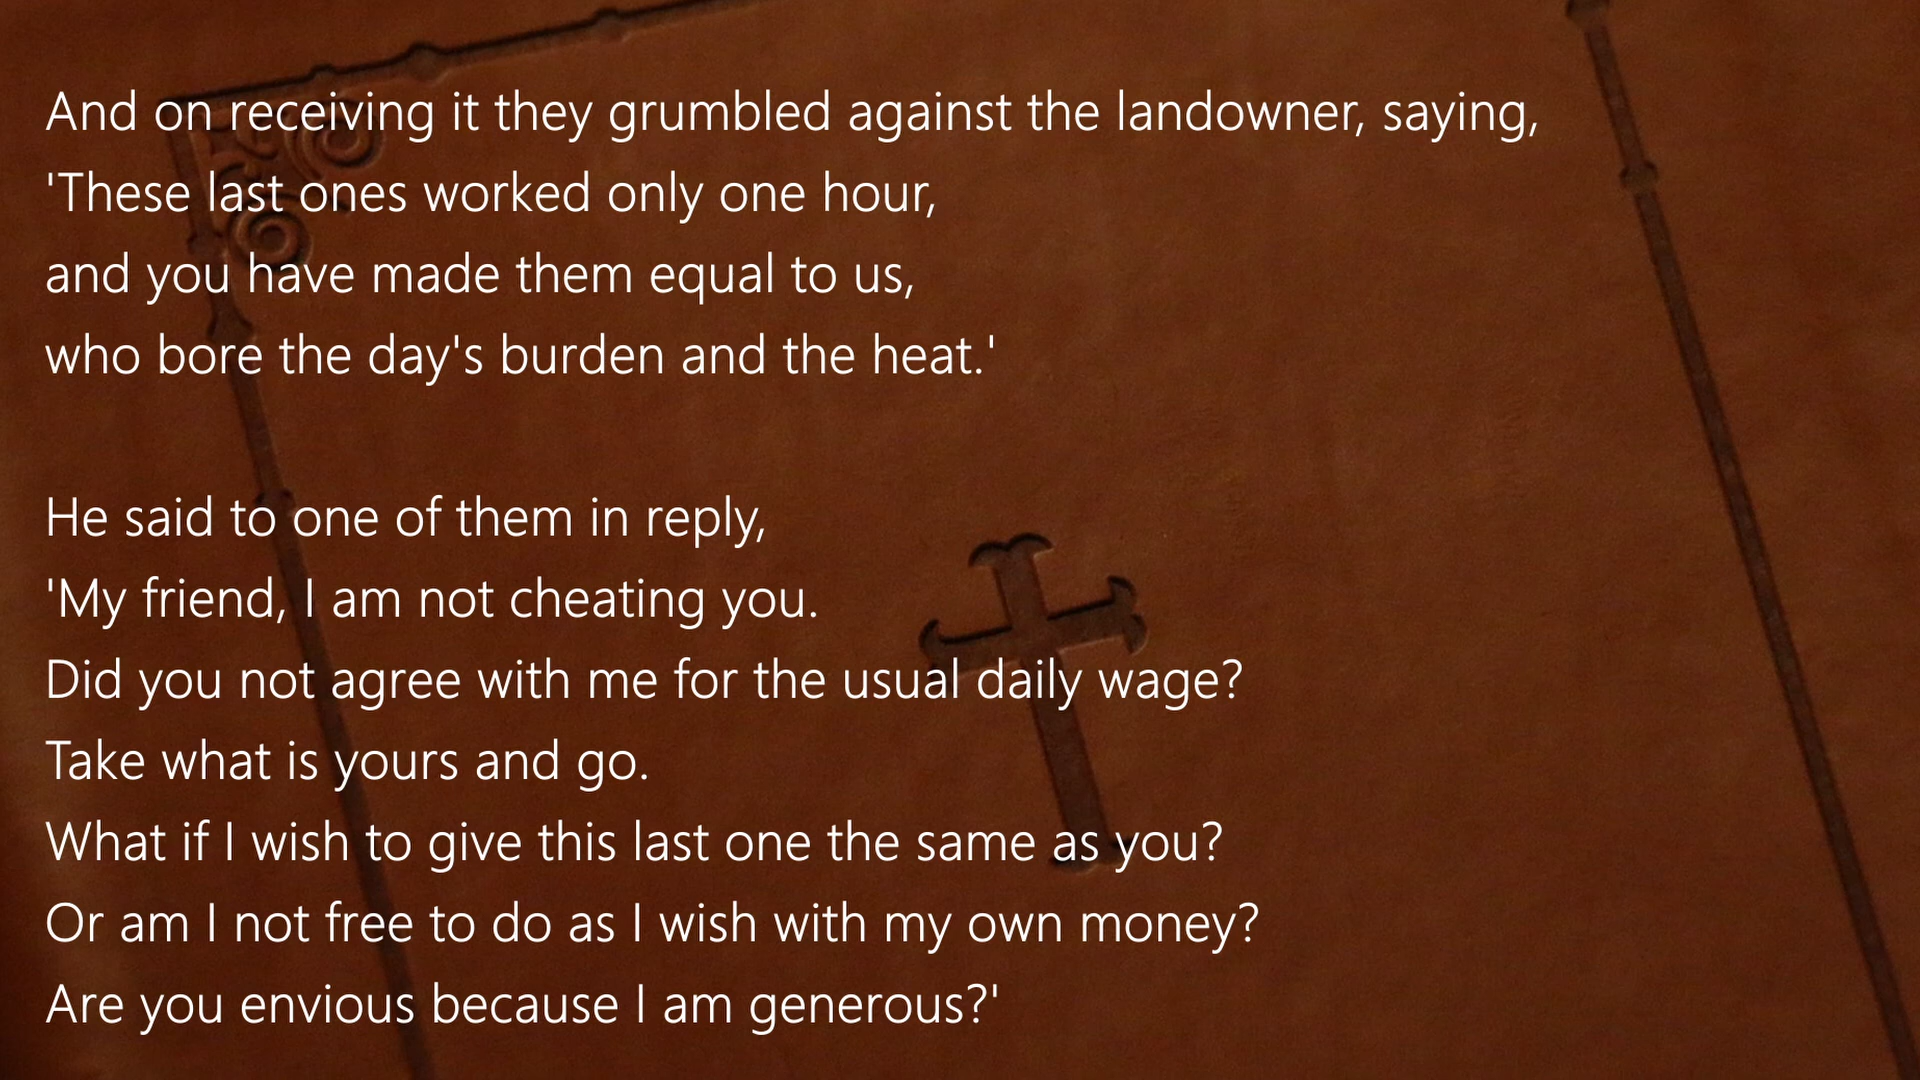 And on receiving it they grumbled against the landowner, saying,
'These last ones worked only one hour,
and you have made them equal to us,
who bore the day's burden and the heat.'
He said to one of them in reply,
'My friend, I am not cheating you.
Did you not agree with me for the usual daily wage?
Take what is yours and go.
What if I wish to give this last one the same as you?
Or am I not free to do as I wish with my own money?
Are you envious because I am generous?'